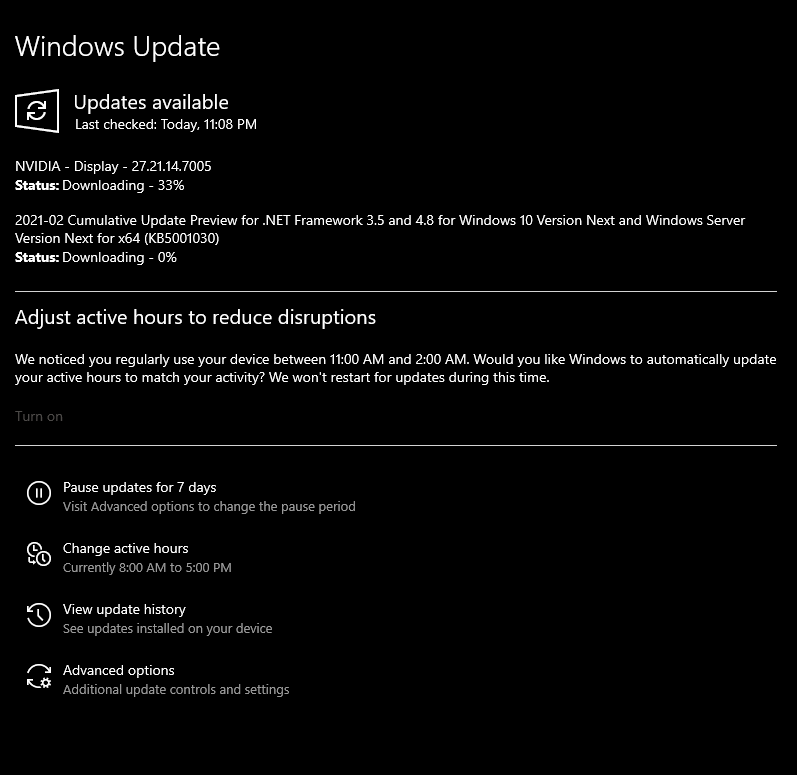 Windows Update
Updates available
Last checked: Today, 11:08 PM
NVIDIA - Display - 27.21.14.7005
Status: Downloading - 33%
2021-02 Cumulative Update Preview for .NET Framework 3.5 and 4.8 for Windows 10 Version Next and Windows Server
Version Next for x64 (KB5001030)
Status: Downloading - 0%
Adjust active hours to reduce disruptions
We noticed you regularly use your device between 11:00 AM and 2:00 AM. Would you like Windows to automatically update
your active hours to match your activity? We won't restart for updates during this time.
Turn on
Pause updates for 7 days
Visit Advanced options to change the pause period
Change active hours
Currently 8:00 AM to 5:00 PM
View update history
See updates installed on your device
Advanced options
Additional update controls and settings